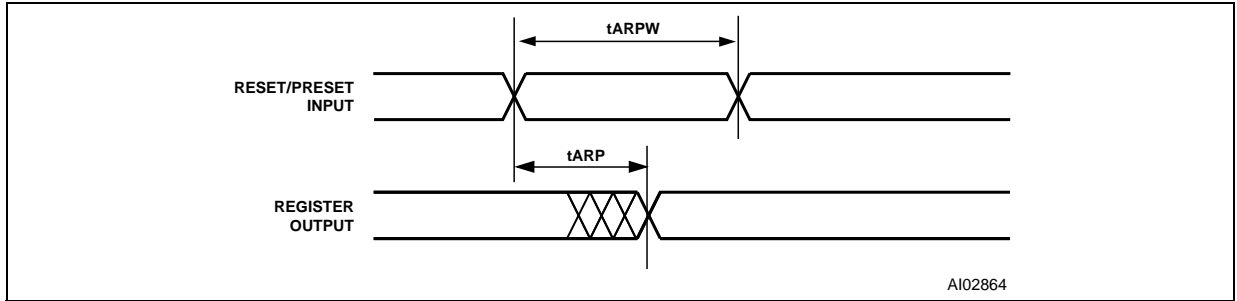 tARPW
RESET/PRESET
INPUT
tARP
REGISTER
OUTPUT
AI02864